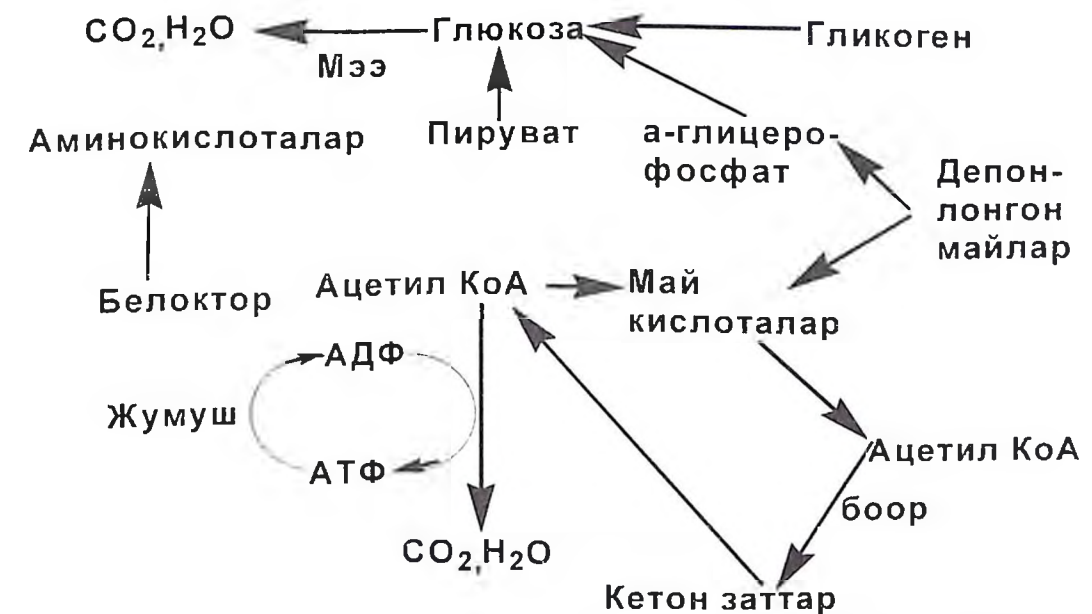 CO2,H2O
Глюкоза
Гликоген
Мээ
Аминокислоталар
Пируват
а-глицеро-
фосфат
Депон-
лонгон
майлар
Белоктор
Ацетил КоА
Май
кислоталар
АДФ
Жумуш
АТФ
Ацетил КоА
боор
CO2,H2O
Кетон заттар